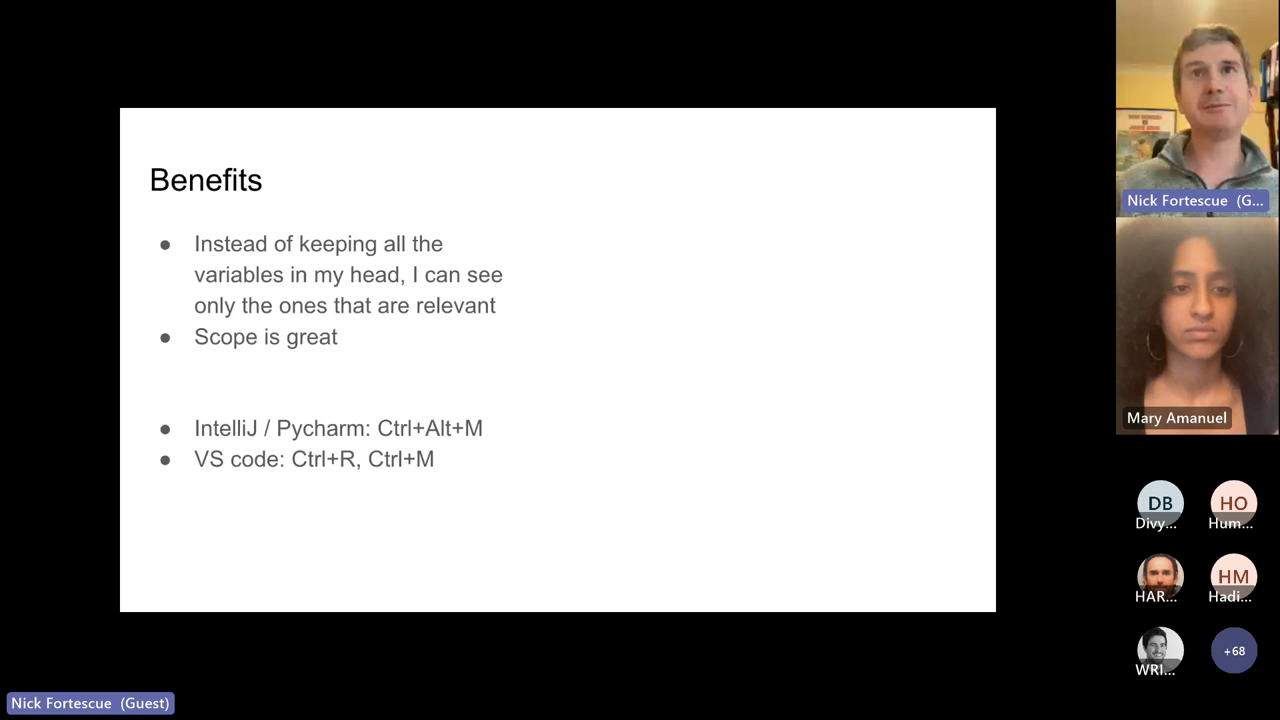 Benefits
● Instead of keeping all the
variables in my head, I can see
only the ones that are relevant
● Scope is great
● IntelliJ / Pycharm: Ctrl+Alt+M
● VS code: Ctrl+R, Ctrl+M
Nick Fortescue (G...
Mary Amanuel
DB
Divy...
HO
Hum...
HAR...
HM
Hadi...
WRI...
+68
Nick Fortescue (Guest)